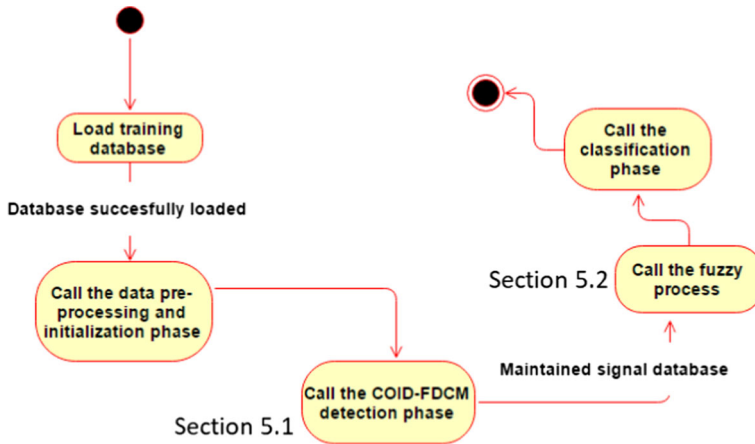 Load training
database
Database succesfully loaded
Call the data pre-
processing and
initialization phase
Section 5.1
Call the COID-FDCM
detection phase
Maintained signal database
Section 5.2
Call the fuzzy
process
Call the
classification
phase